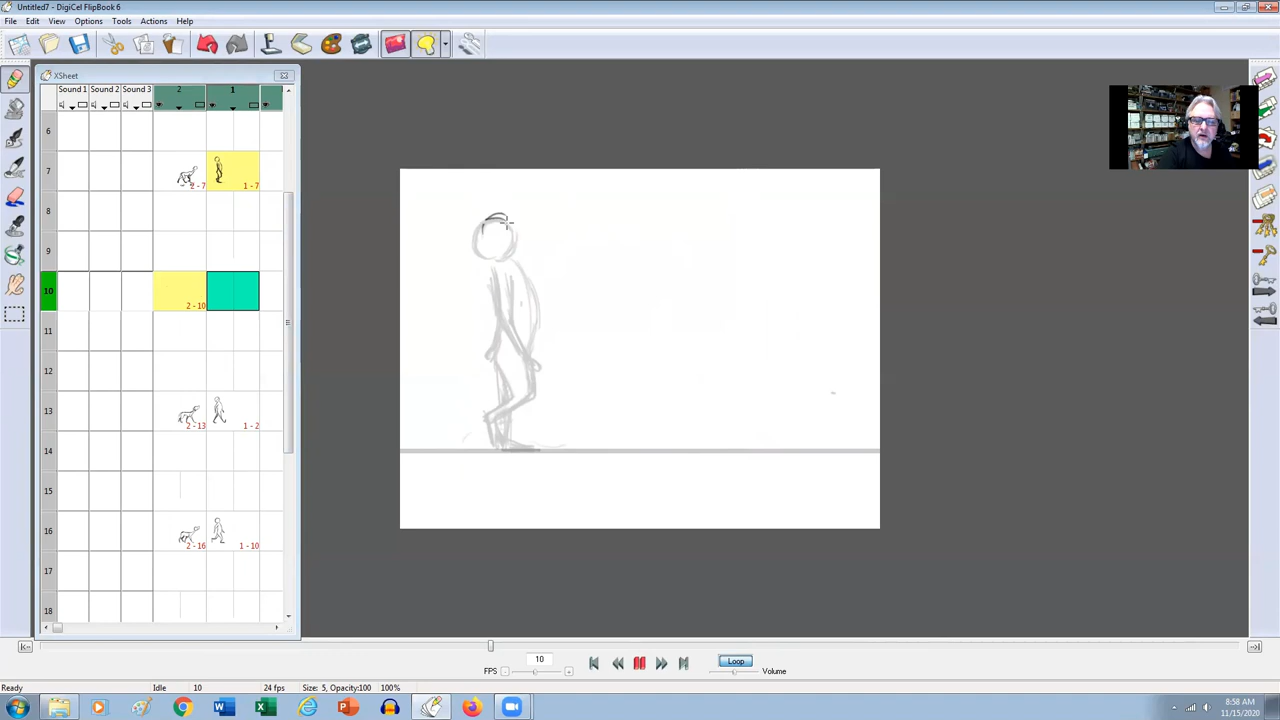 Untitled7 - DigiCel FlipBook 6
File Edit View Options Tools Actions Help
XSheet
Sound 1 Sound 2 Sound 3 2 1
6
7 2 - 7 1 - 7
8
9
10 2 - 10
11
12
13 2 - 13 1 - 2
14
15
16 2 - 16 1 - 10
17
18
FPS 10 Loop Volume
Ready Idle 10 24 fps Size: 5, Opacity:100 100%
8:58 AM
11/15/2020